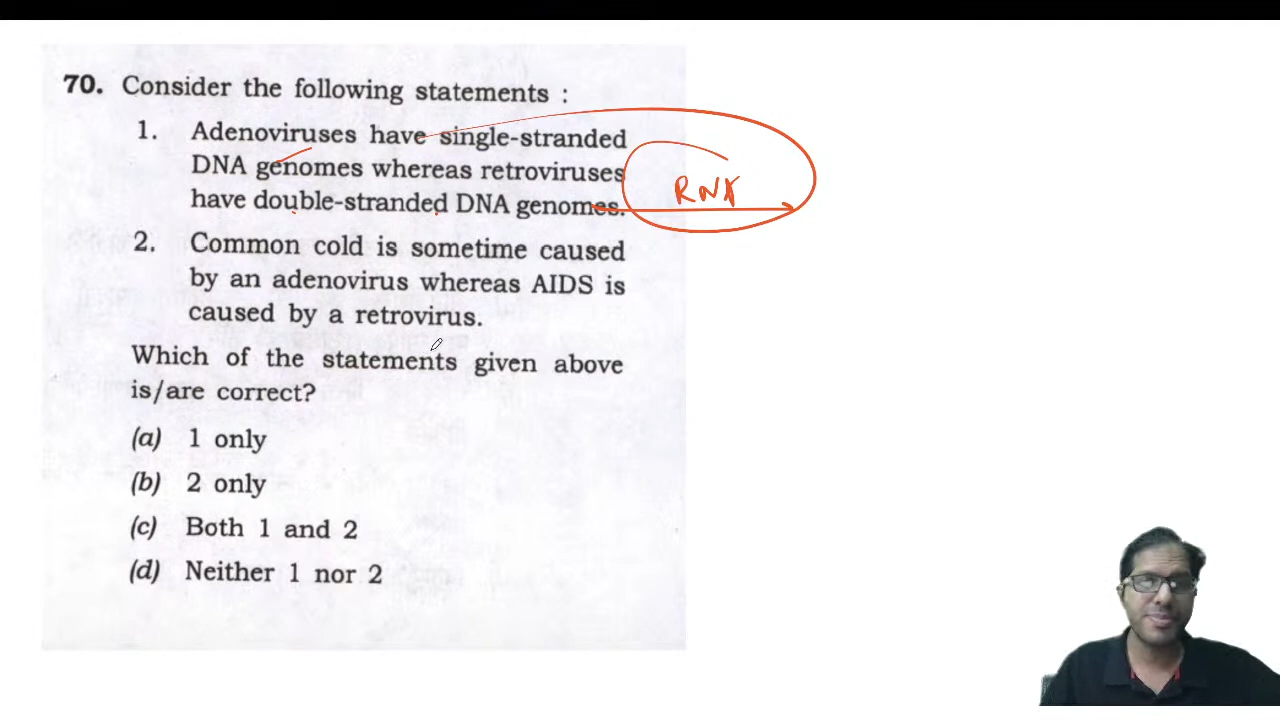 70. Consider the following statements :
1. Adenoviruses have single-stranded
DNA genomes whereas retroviruses
have double-stranded DNA genomes.
RNA
2. Common cold is sometime caused
by an adenovirus whereas AIDS is
caused by a retrovirus.
Which of the statements given above
is/are correct?
(a) 1 only
(b) 2 only
(c) Both 1 and 2
(d) Neither 1 nor 2